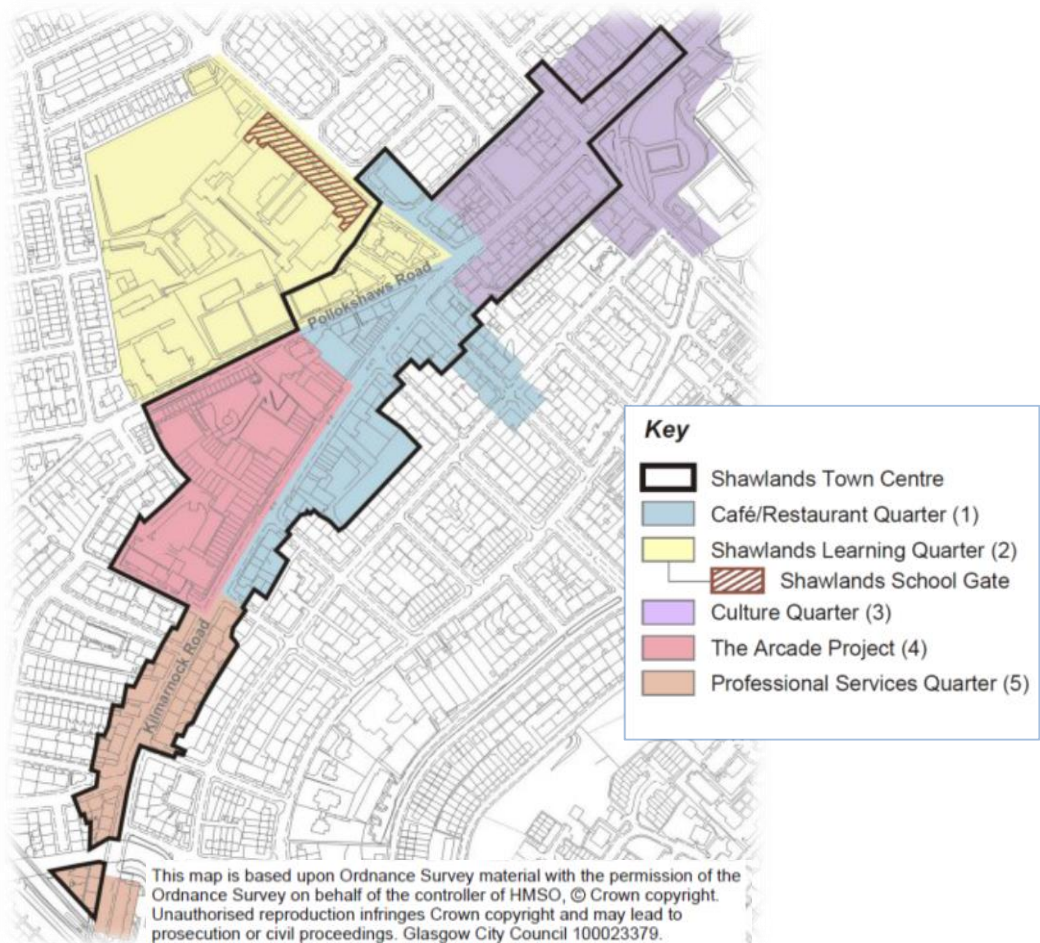 Pollokshaws Road
Kilmarnock Road
Key
Shawlands Town Centre
Café/Restaurant Quarter (1)
Shawlands Learning Quarter (2)
Shawlands School Gate
Culture Quarter (3)
The Arcade Project (4)
Professional Services Quarter (5)
This map is based upon Ordnance Survey material with the permission of the
Ordnance Survey on behalf of the controller of HMSO, © Crown copyright.
Unauthorised reproduction infringes Crown copyright and may lead to
prosecution or civil proceedings. Glasgow City Council 100023379.